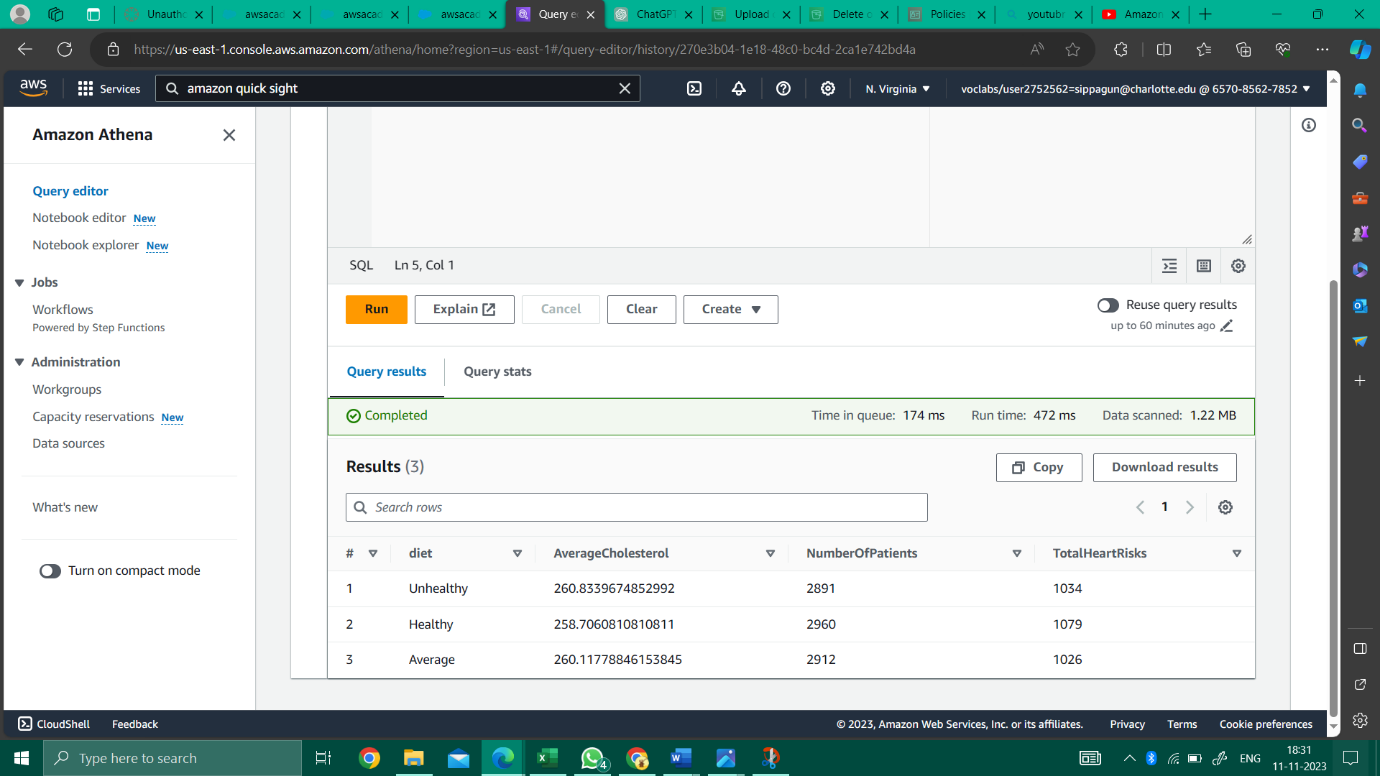 Unautho
awsacad
awsacad
awsacad
Query e
ChatGPT
Upload
Delete o
Policies
youtube
Amazon
https://us-east-1.console.aws.amazon.com/athena/home?region=us-east-1#/query-editor/history/270e3b04-1e18-48c0-bc4d-2ca1e742bd4a
aws
Services
amazon quick sight
N. Virginia
voclabs/user2752562=sippagun@charlotte.edu @ 6570-8562-7852
Amazon Athena
Query editor
Notebook editor New
Notebook explorer New
Jobs
Workflows
Powered by Step Functions
Administration
Workgroups
Capacity reservations New
Data sources
What's new
Turn on compact mode
SQL Ln 5, Col 1
Run Explain Cancel Clear Create
Reuse query results
up to 60 minutes ago
Query results Query stats
Completed Time in queue: 174 ms Run time: 472 ms Data scanned: 1.22 MB
Results (3) Copy Download results
Search rows
1
# diet AverageCholesterol NumberOfPatients TotalHeartRisks
1 Unhealthy 260.8339674852992 2891 1034
2 Healthy 258.7060810810811 2960 1079
3 Average 260.11778846153845 2912 1026
CloudShell Feedback © 2023, Amazon Web Services, Inc. or its affiliates. Privacy Terms Cookie preferences
Type here to search
4
ENG
18:31
11-11-2023